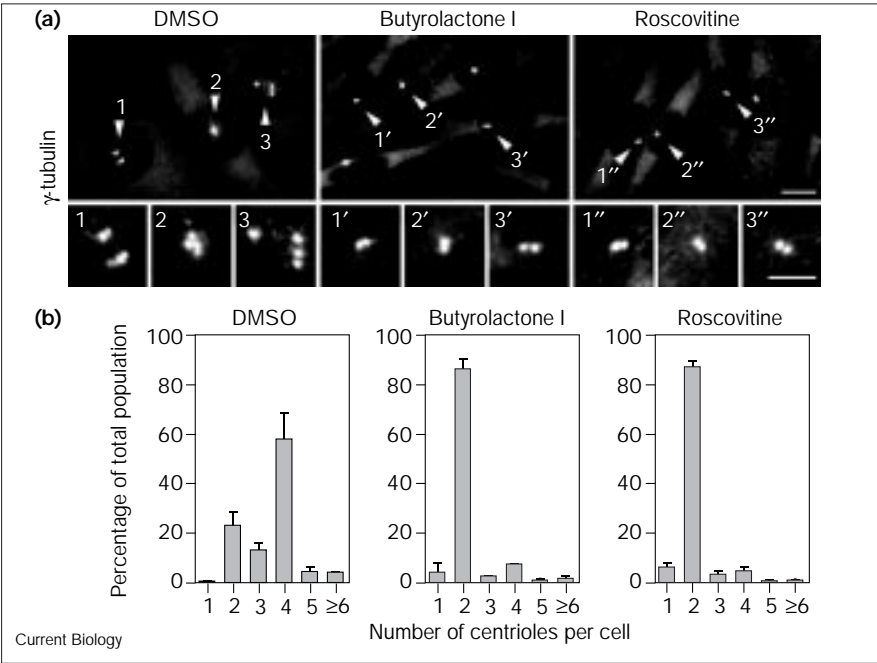 (a) DMSO Butyrolactone I Roscovitine
γ-tubulin
1 2 3 1′ 2′ 3′ 1″ 2″ 3″
1 2 3 1′ 2′ 3′ 1″ 2″ 3″
(b) DMSO Butyrolactone I Roscovitine
Percentage of total population
100 100 100
80 80 80
60 60 60
40 40 40
20 20 20
0 0 0
1 2 3 4 5 ≥6 1 2 3 4 5 ≥6 1 2 3 4 5 ≥6
Number of centrioles per cell
Current Biology